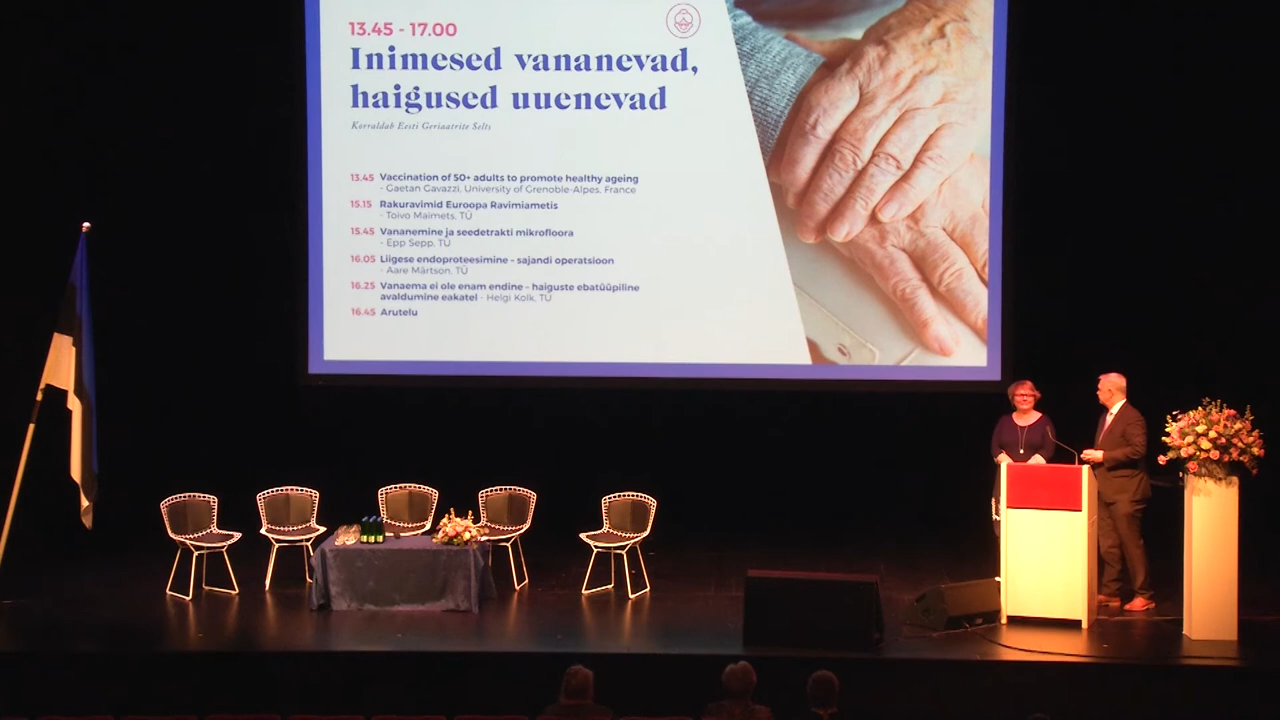 13.45 - 17.00
Inimesed vananevad,
haigused uuenevad
Korraldab Eesti Geriaatrite Selts
13.45 Vaccination of 50+ adults to promote healthy ageing
- Gaetan Gavazzi, University of Grenoble-Alpes, France
15.15 Rakuravimid Euroopa Ravimiametis
- Toivo Maimets, TÜ
15.45 Vananemine ja seedetrakti mikrofloora
- Epp Sepp, TÜ
16.05 Liigese endoproteesimine - sajandi operatsioon
- Aare Märtson, TÜ
16.25 Vanaema ei ole enam endine - haiguste ebatüüpiline
avaldumine eakatel - Helgi Kolk, TÜ
16.45 Arutelu